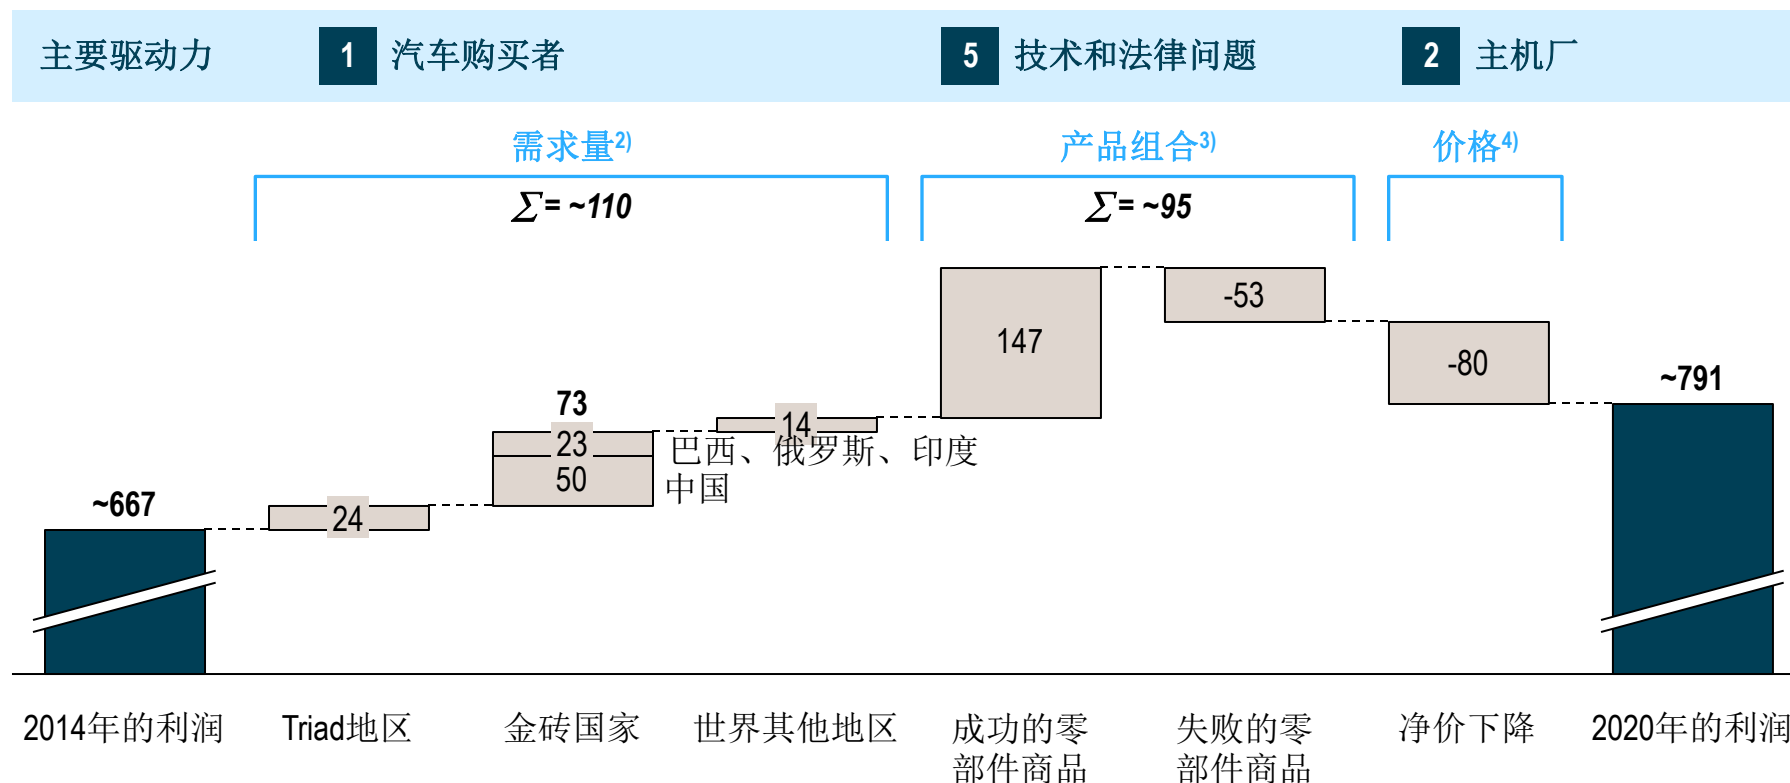 主要驱动力 1 汽车购买者 5 技术和法律问题 2 主机厂
需求量2) 产品组合3) 价格4)
Σ= ~110 Σ= ~95
147 -53
-80
~791
73
14
23 巴西、俄罗斯、印度
50 中国
~667
24
2014年的利润 Triad地区 金砖国家 世界其他地区 成功的零 失败的零 净价下降 2020年的利润
部件商品 部件商品